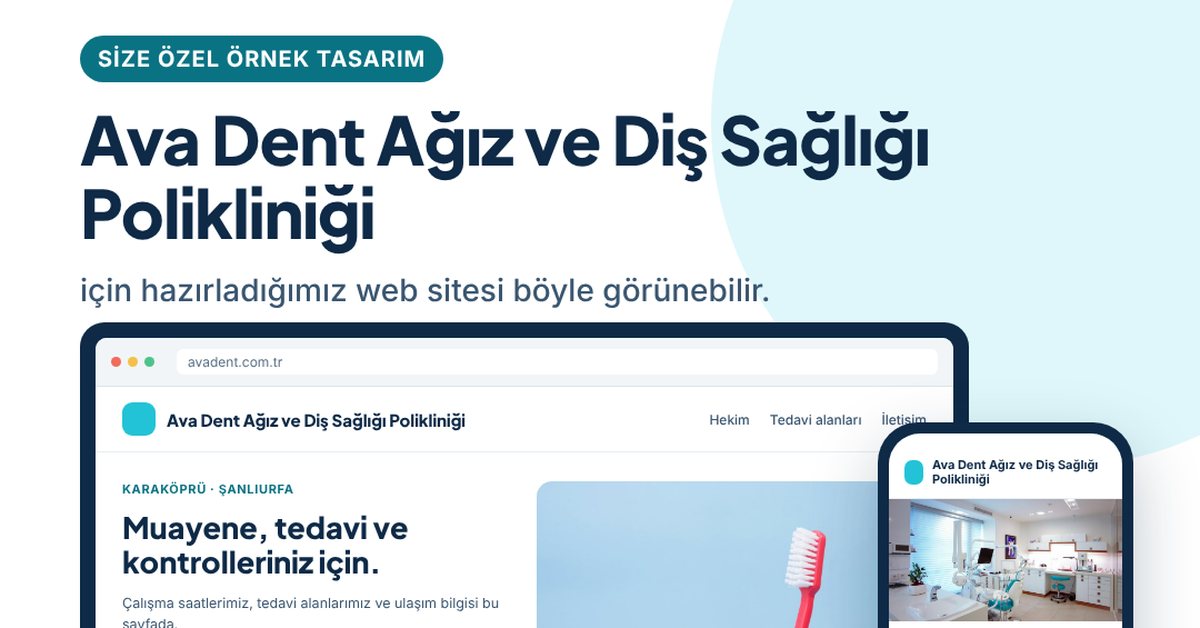 SİZE ÖZEL ÖRNEK TASARIM
Ava Dent Ağız ve Diş Sağlığı
Polikliniği
için hazırladığımız web sitesi böyle görünebilir.
avadent.com.tr
Ava Dent Ağız ve Diş Sağlığı Polikliniği
Hekim Tedavi alanları İletişim
Ava Dent Ağız ve Diş Sağlığı
Polikliniği
KARAKÖPRÜ · ŞANLIURFA
Muayene, tedavi ve
kontrolleriniz için.
Çalışma saatlerimiz, tedavi alanlarımız ve ulaşım bilgisi bu
sayfada.